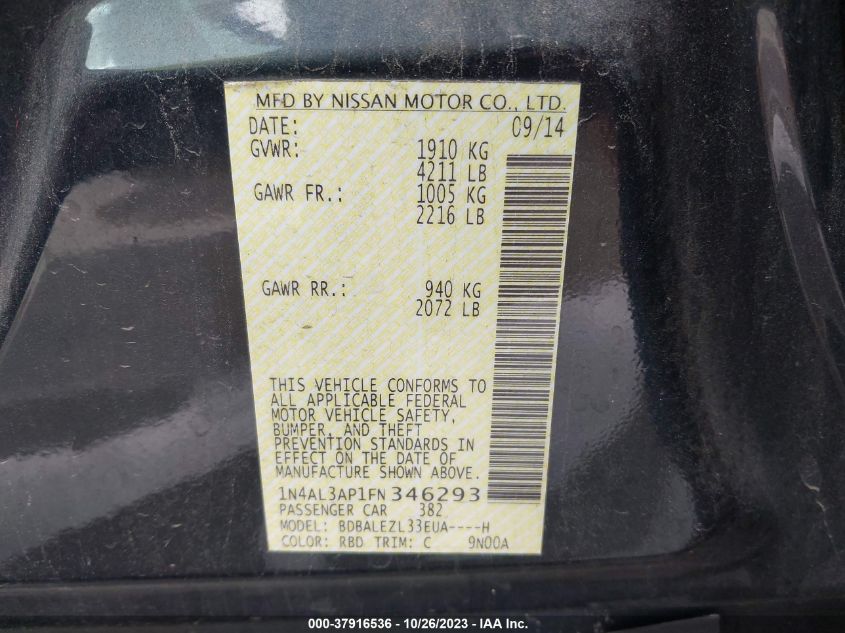 MFD BY NISSAN MOTOR CO., LTD.
DATE: 09/14
GVWR: 1910 KG
4211 LB
GAWR FR.: 1005 KG
2216 LB
GAWR RR.: 940 KG
2072 LB
THIS VEHICLE CONFORMS TO
ALL APPLICABLE FEDERAL
MOTOR VEHICLE SAFETY,
BUMPER, AND THEFT
PREVENTION STANDARDS IN
EFFECT ON THE DATE OF
MANUFACTURE SHOWN ABOVE.
1N4AL3AP1FN346293
PASSENGER CAR 382
MODEL: BDBALEZL33EUA----H
COLOR: RBD TRIM: C 9N00A
000-37916536 - 10/26/2023 - IAA Inc.